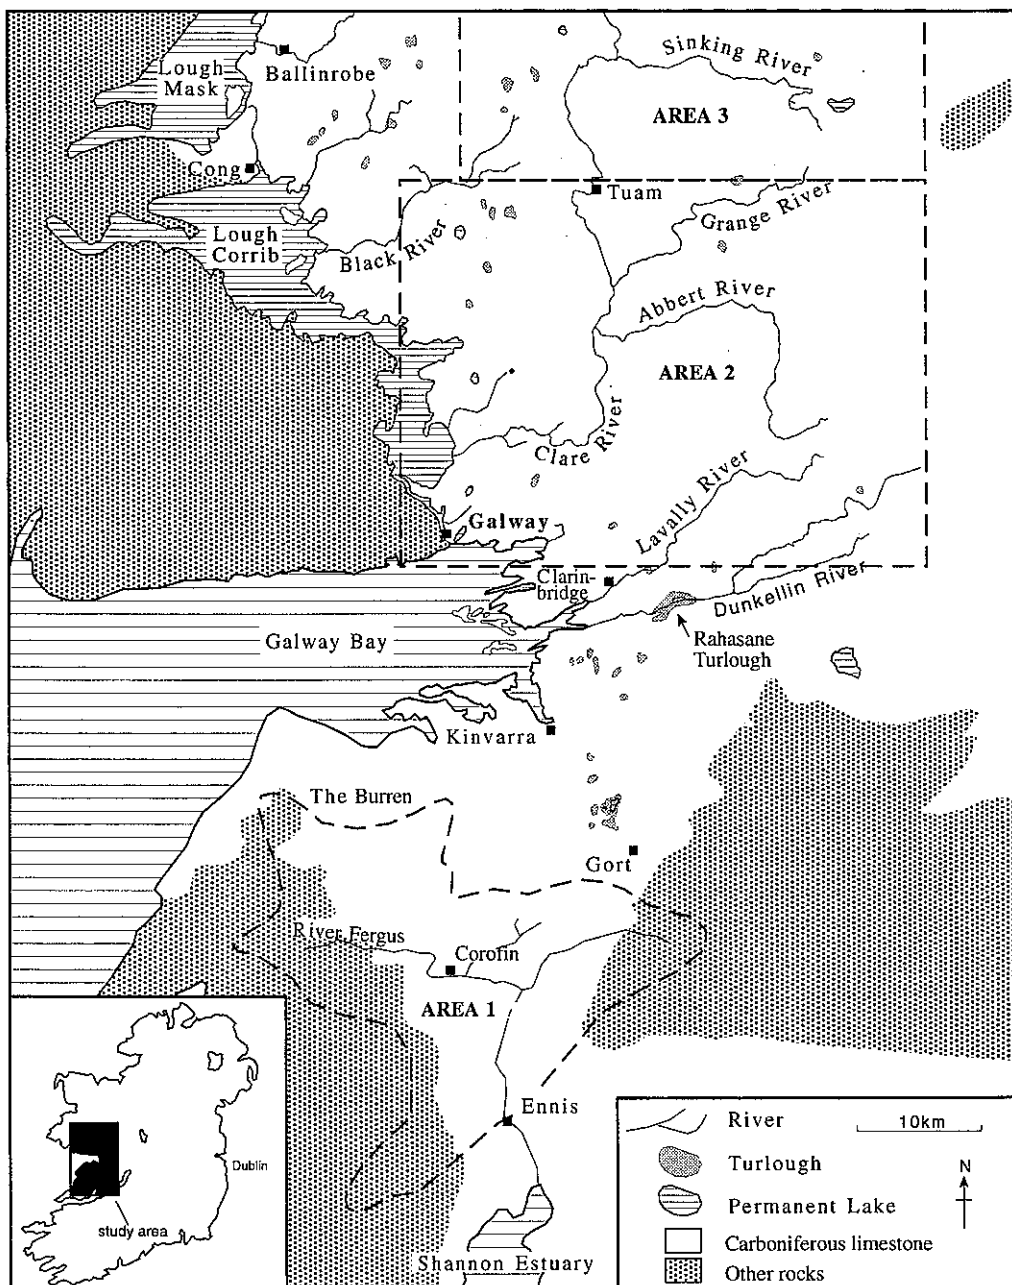 Lough
Mask
Ballinrobe
Sinking River
AREA 3
Cong
Tuam
Grange River
Lough
Corrib
Black River
Abbert River
AREA 2
Clare River
Lavally River
Galway
Clarin-
bridge
Dunkellin River
Galway Bay
Rahasane
Turlough
Kinvarra
The Burren
Gort
River Fergus
Corofin
AREA 1
Ennis
Shannon Estuary
Dublin
study area
River
10km
Turlough
N
Permanent Lake
Carboniferous limestone
Other rocks